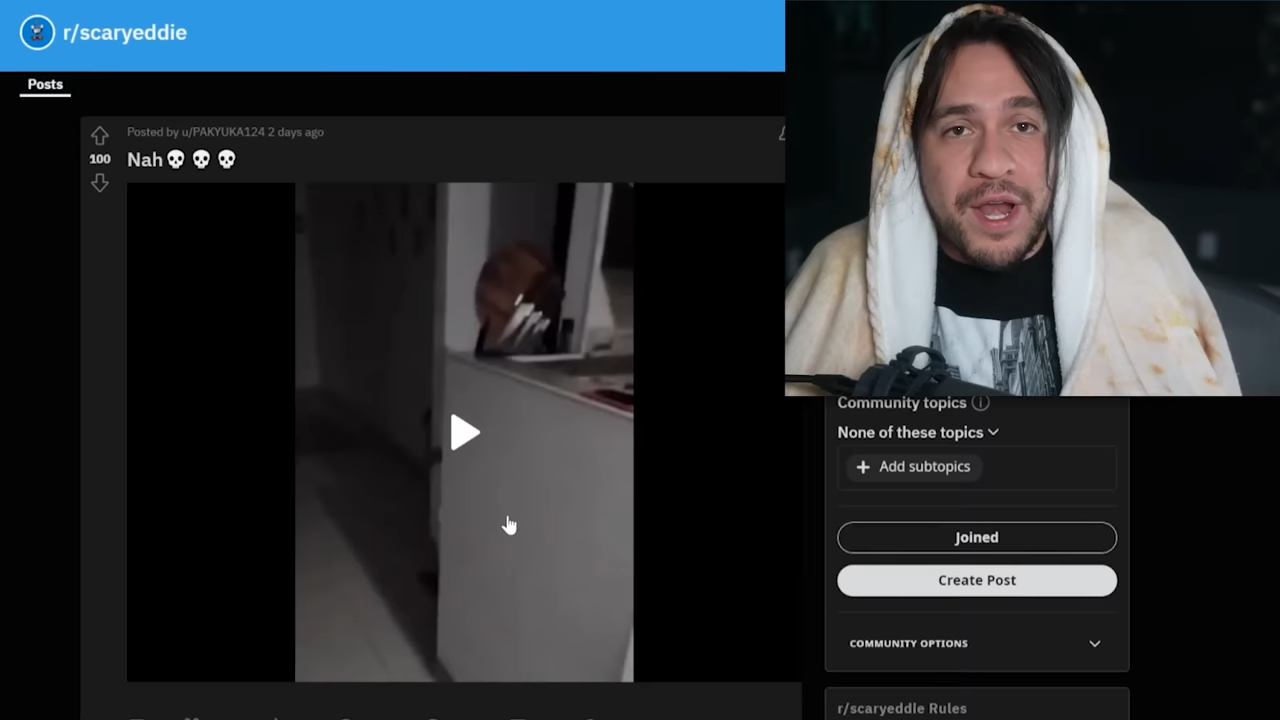 r/scaryeddie
Posts
Posted by u/PAKYUKA124 2 days ago
100
Nah💀💀💀
Community topics
None of these topics
Add subtopics
Joined
Create Post
COMMUNITY OPTIONS
r/scaryeddie Rules